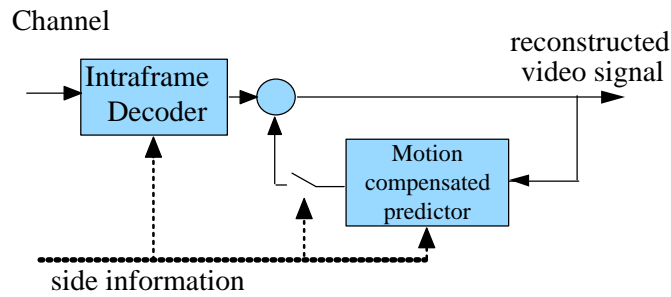 Channel
reconstructed
video signal
Intraframe
Decoder
Motion
compensated
predictor
side information